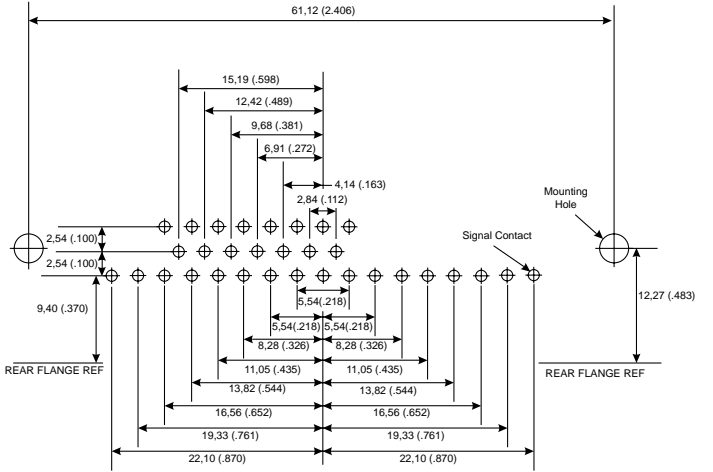 61,12 (2.406)
15,19 (.598)
12,42 (.489)
9,68 (.381)
6,91 (.272)
4,14 (.163)
2,84 (.112)
Mounting
Hole
Signal Contact
2,54 (.100)
2,54 (.100)
9,40 (.370)
12,27 (.483)
5,54(.218)
5,54(.218) 5,54(.218)
8,28 (.326) 8,28 (.326)
REAR FLANGE REF REAR FLANGE REF
11,05 (.435) 11,05 (.435)
13,82 (.544) 13,82 (.544)
16,56 (.652) 16,56 (.652)
19,33 (.761) 19,33 (.761)
22,10 (.870) 22,10 (.870)